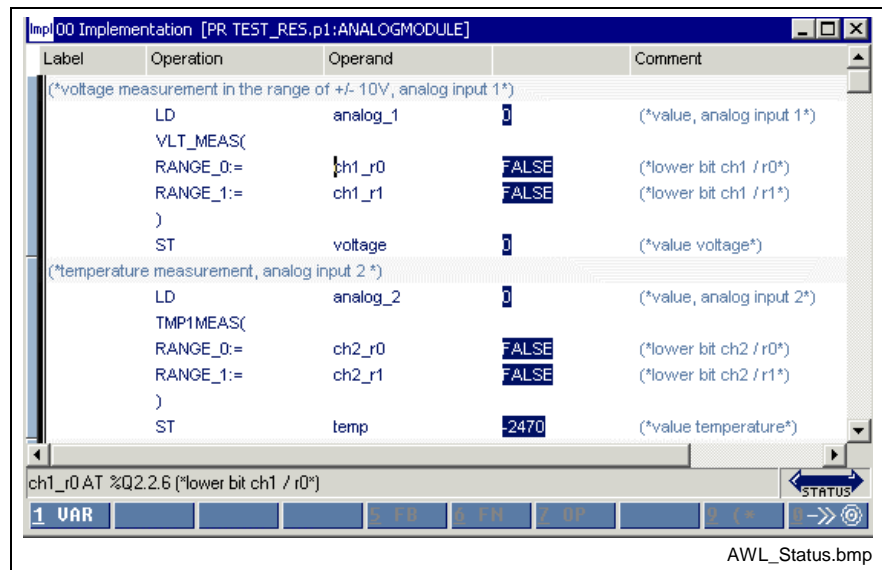 Impl 00 Implementation [PR TEST_RES.p1:ANALOGMODULE]
Label Operation Operand Comment
(*voltage measurement in the range of +/- 10V, analog input 1*)
LD analog_1 0 (*value, analog input 1*)
VLT_MEAS(
RANGE_0:= ch1_r0 FALSE (*lower bit ch1 / r0*)
RANGE_1:= ch1_r1 FALSE (*lower bit ch1 / r1*)
)
ST voltage 0 (*value voltage*)
(*temperature measurement, analog input 2 *)
LD analog_2 0 (*value, analog input 2*)
TMP1MEAS(
RANGE_0:= ch2_r0 FALSE (*lower bit ch2 / r0*)
RANGE_1:= ch2_r1 FALSE (*lower bit ch2 / r1*)
)
ST temp -2470 (*value temperature*)
ch1_r0 AT %Q2.2.6 (*lower bit ch1 / r0*) STATUS
1 VAR 5 FB 6 FN 7 OP 9 (* 0->>
AWL_Status.bmp